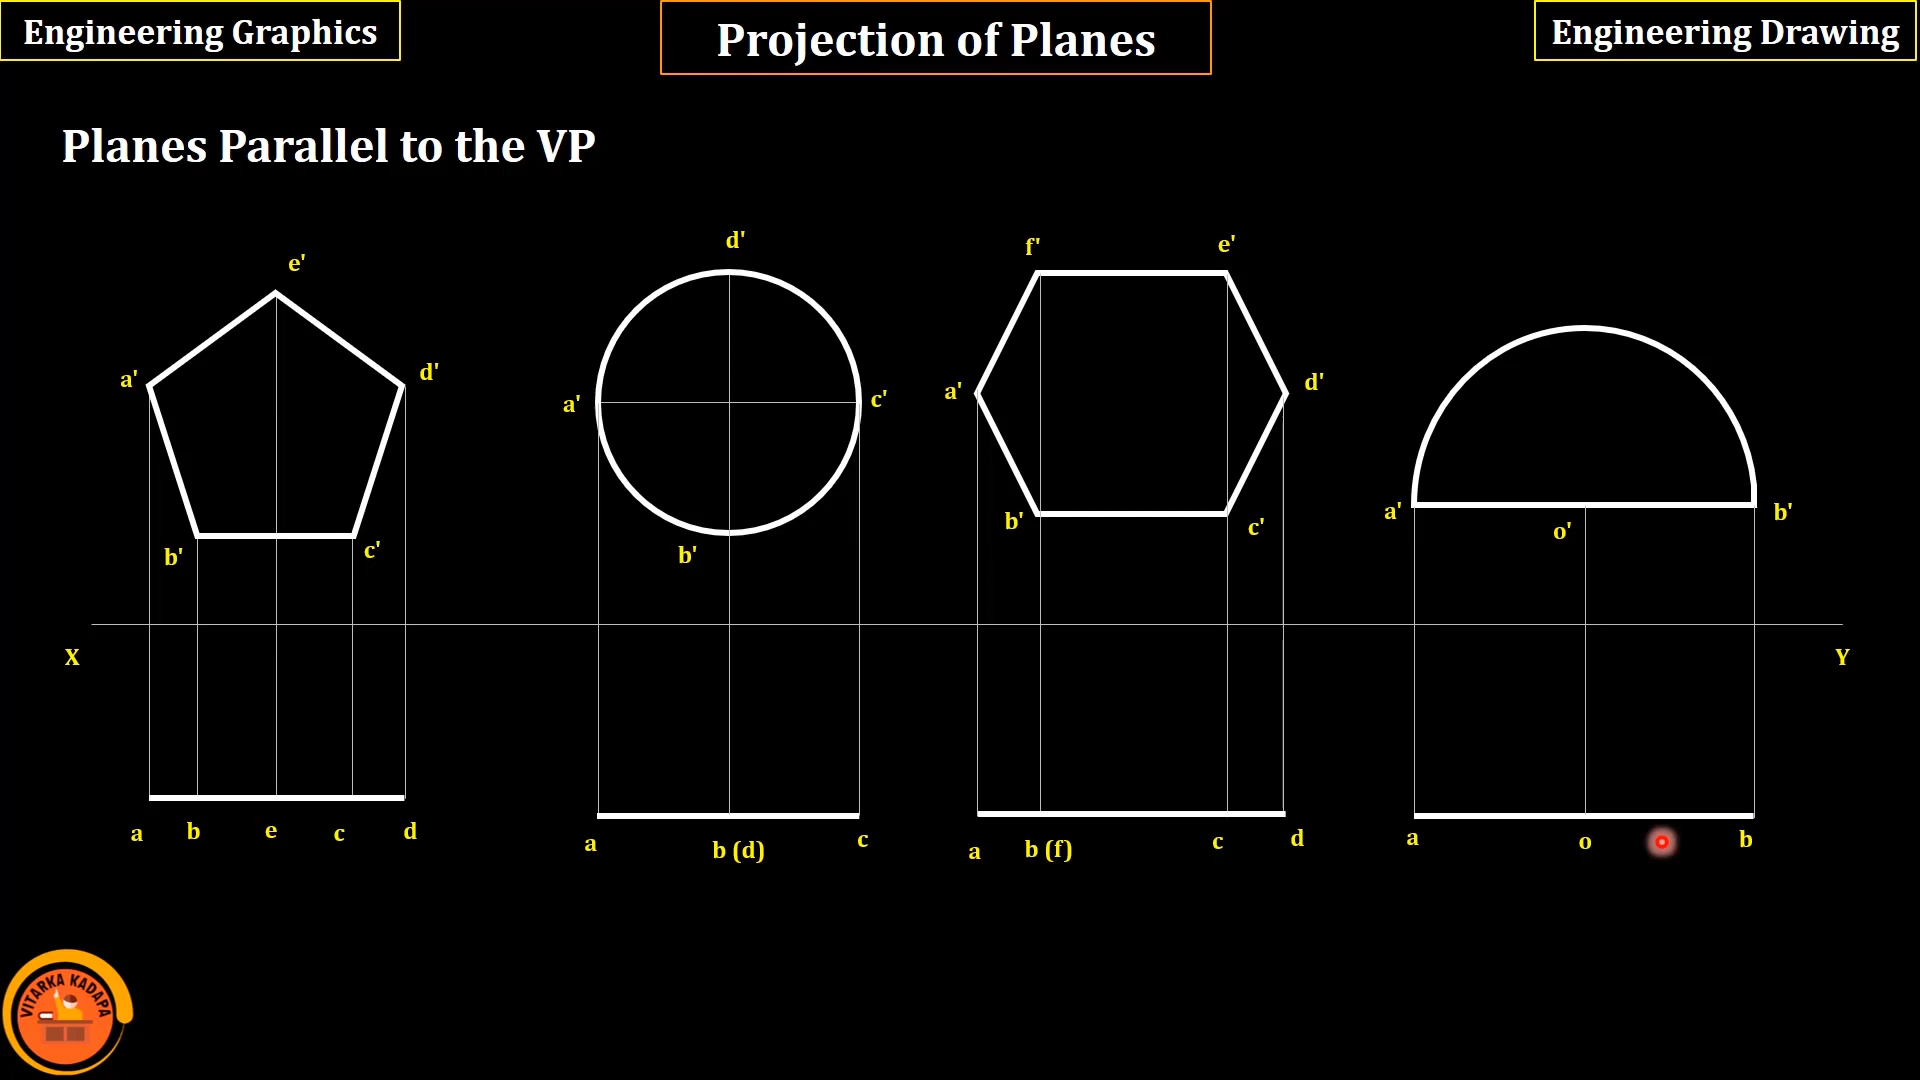 Engineering Graphics
Projection of Planes
Engineering Drawing
Planes Parallel to the VP
e'
a'
d'
b'
c'
a
b
e
c
d
d'
a'
c'
b'
a
b (d)
c
f'
e'
a'
d'
b'
c'
a
b (f)
c
d
a'
o'
b'
a
o
b
X
Y
VITARKA KADAPA